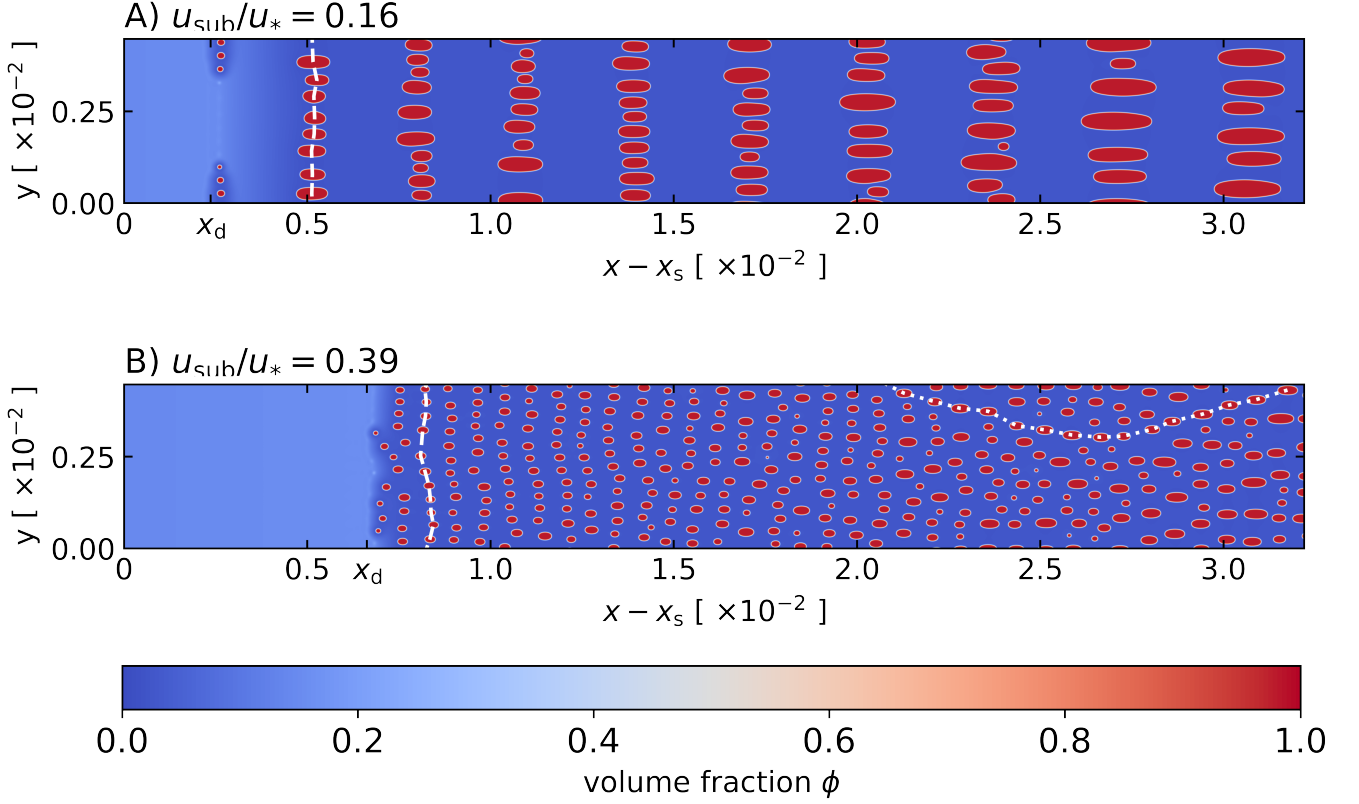 A) u_sub/u_* = 0.16
y [ ×10⁻² ]
0.25
0.00
0 x_d 0.5 1.0 1.5 2.0 2.5 3.0
x − x_s [ ×10⁻² ]
B) u_sub/u_* = 0.39
y [ ×10⁻² ]
0.25
0.00
0 0.5 x_d 1.0 1.5 2.0 2.5 3.0
x − x_s [ ×10⁻² ]
0.0 0.2 0.4 0.6 0.8 1.0
volume fraction ϕ